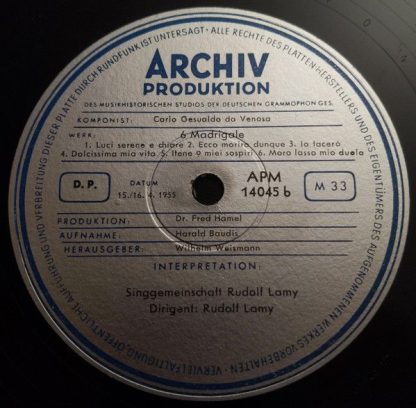 ALLE RECHTE DES PLATTEN-HERSTELLERS UND DES EIGENTÜMERS DES AUFGENOMMENEN WERKES VORBEHALTEN · VERVIELFÄLTIGUNG, ÖFFENTLICHE AUFFÜHRUNG UND VERBREITUNG DIESER PLATTE DURCH RUNDFUNK IST UNTERSAGT ·
ARCHIV
PRODUKTION
DES MUSIKHISTORISCHEN STUDIOS DER DEUTSCHEN GRAMMOPHON GES.
KOMPONIST: Carlo Gesualdo da Venosa
WERK: 6 Madrigale
1. Luci serene e chiare 2. Ecco morirò dunque 3. Io tacerò
4. Dolcissima mia vita 5. Itene o miei sospiri 6. Moro lasso mio duolo
D. P.
DATUM
15./16. 4. 1955
APM
14045 b
M 33
PRODUKTION: Dr. Fred Hamel
AUFNAHME: Harald Baudis
HERAUSGEBER: Wilhelm Weismann
INTERPRETATION:
Singgemeinschaft Rudolf Lamy
Dirigent: Rudolf Lamy